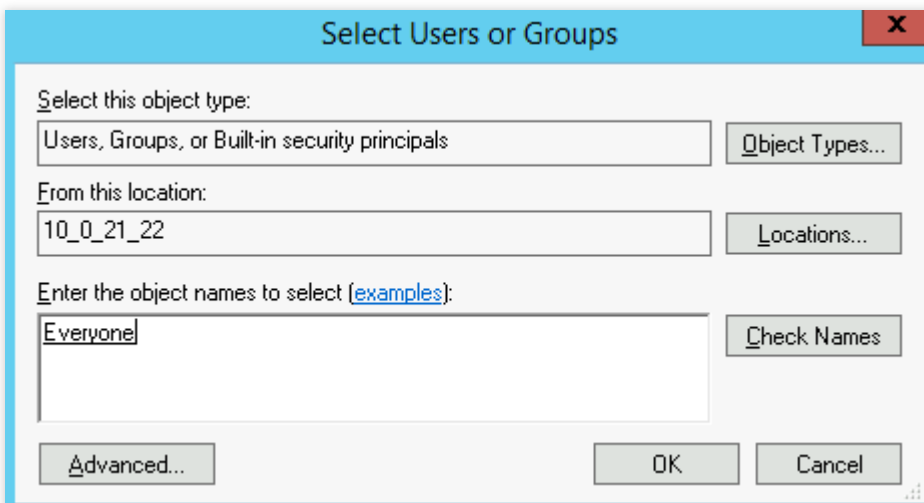 Select Users or Groups
x
Select this object type:
Users, Groups, or Built-in security principals
Object Types...
From this location:
10_0_21_22
Locations...
Enter the object names to select (examples):
Everyone
Check Names
Advanced...
OK
Cancel